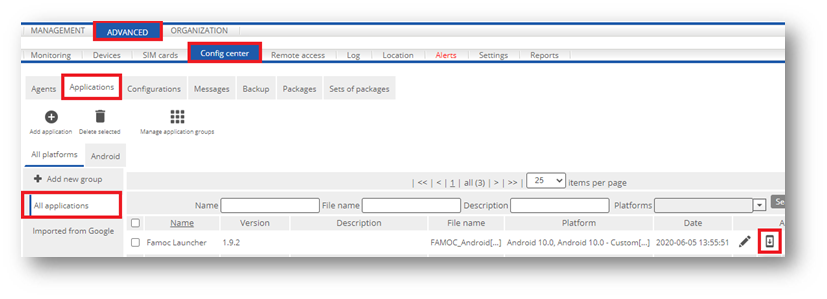 MANAGEMENT ADVANCED ORGANIZATION
Monitoring Devices SIM cards Config center Remote access Log Location Alerts Settings Reports
Agents Applications Configurations Messages Backup Packages Sets of packages
Add application Delete selected Manage application groups
All platforms Android
Add new group
| << | < | 1 | all (3) | > | >> | 25 items per page
All applications
Name File name Description Platforms Se
Name Version Description File name Platform Date A
Imported from Google
Famoc Launcher 1.9.2 FAMOC_Android[...] Android 10.0, Android 10.0 - Custom[...] 2020-06-05 13:55:51